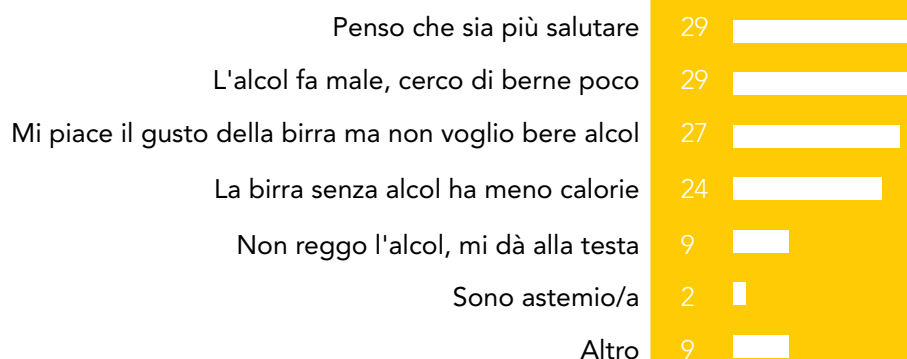 Penso che sia più salutare 29
L'alcol fa male, cerco di berne poco 29
Mi piace il gusto della birra ma non voglio bere alcol 27
La birra senza alcol ha meno calorie 24
Non reggo l'alcol, mi dà alla testa 9
Sono astemio/a 2
Altro 9